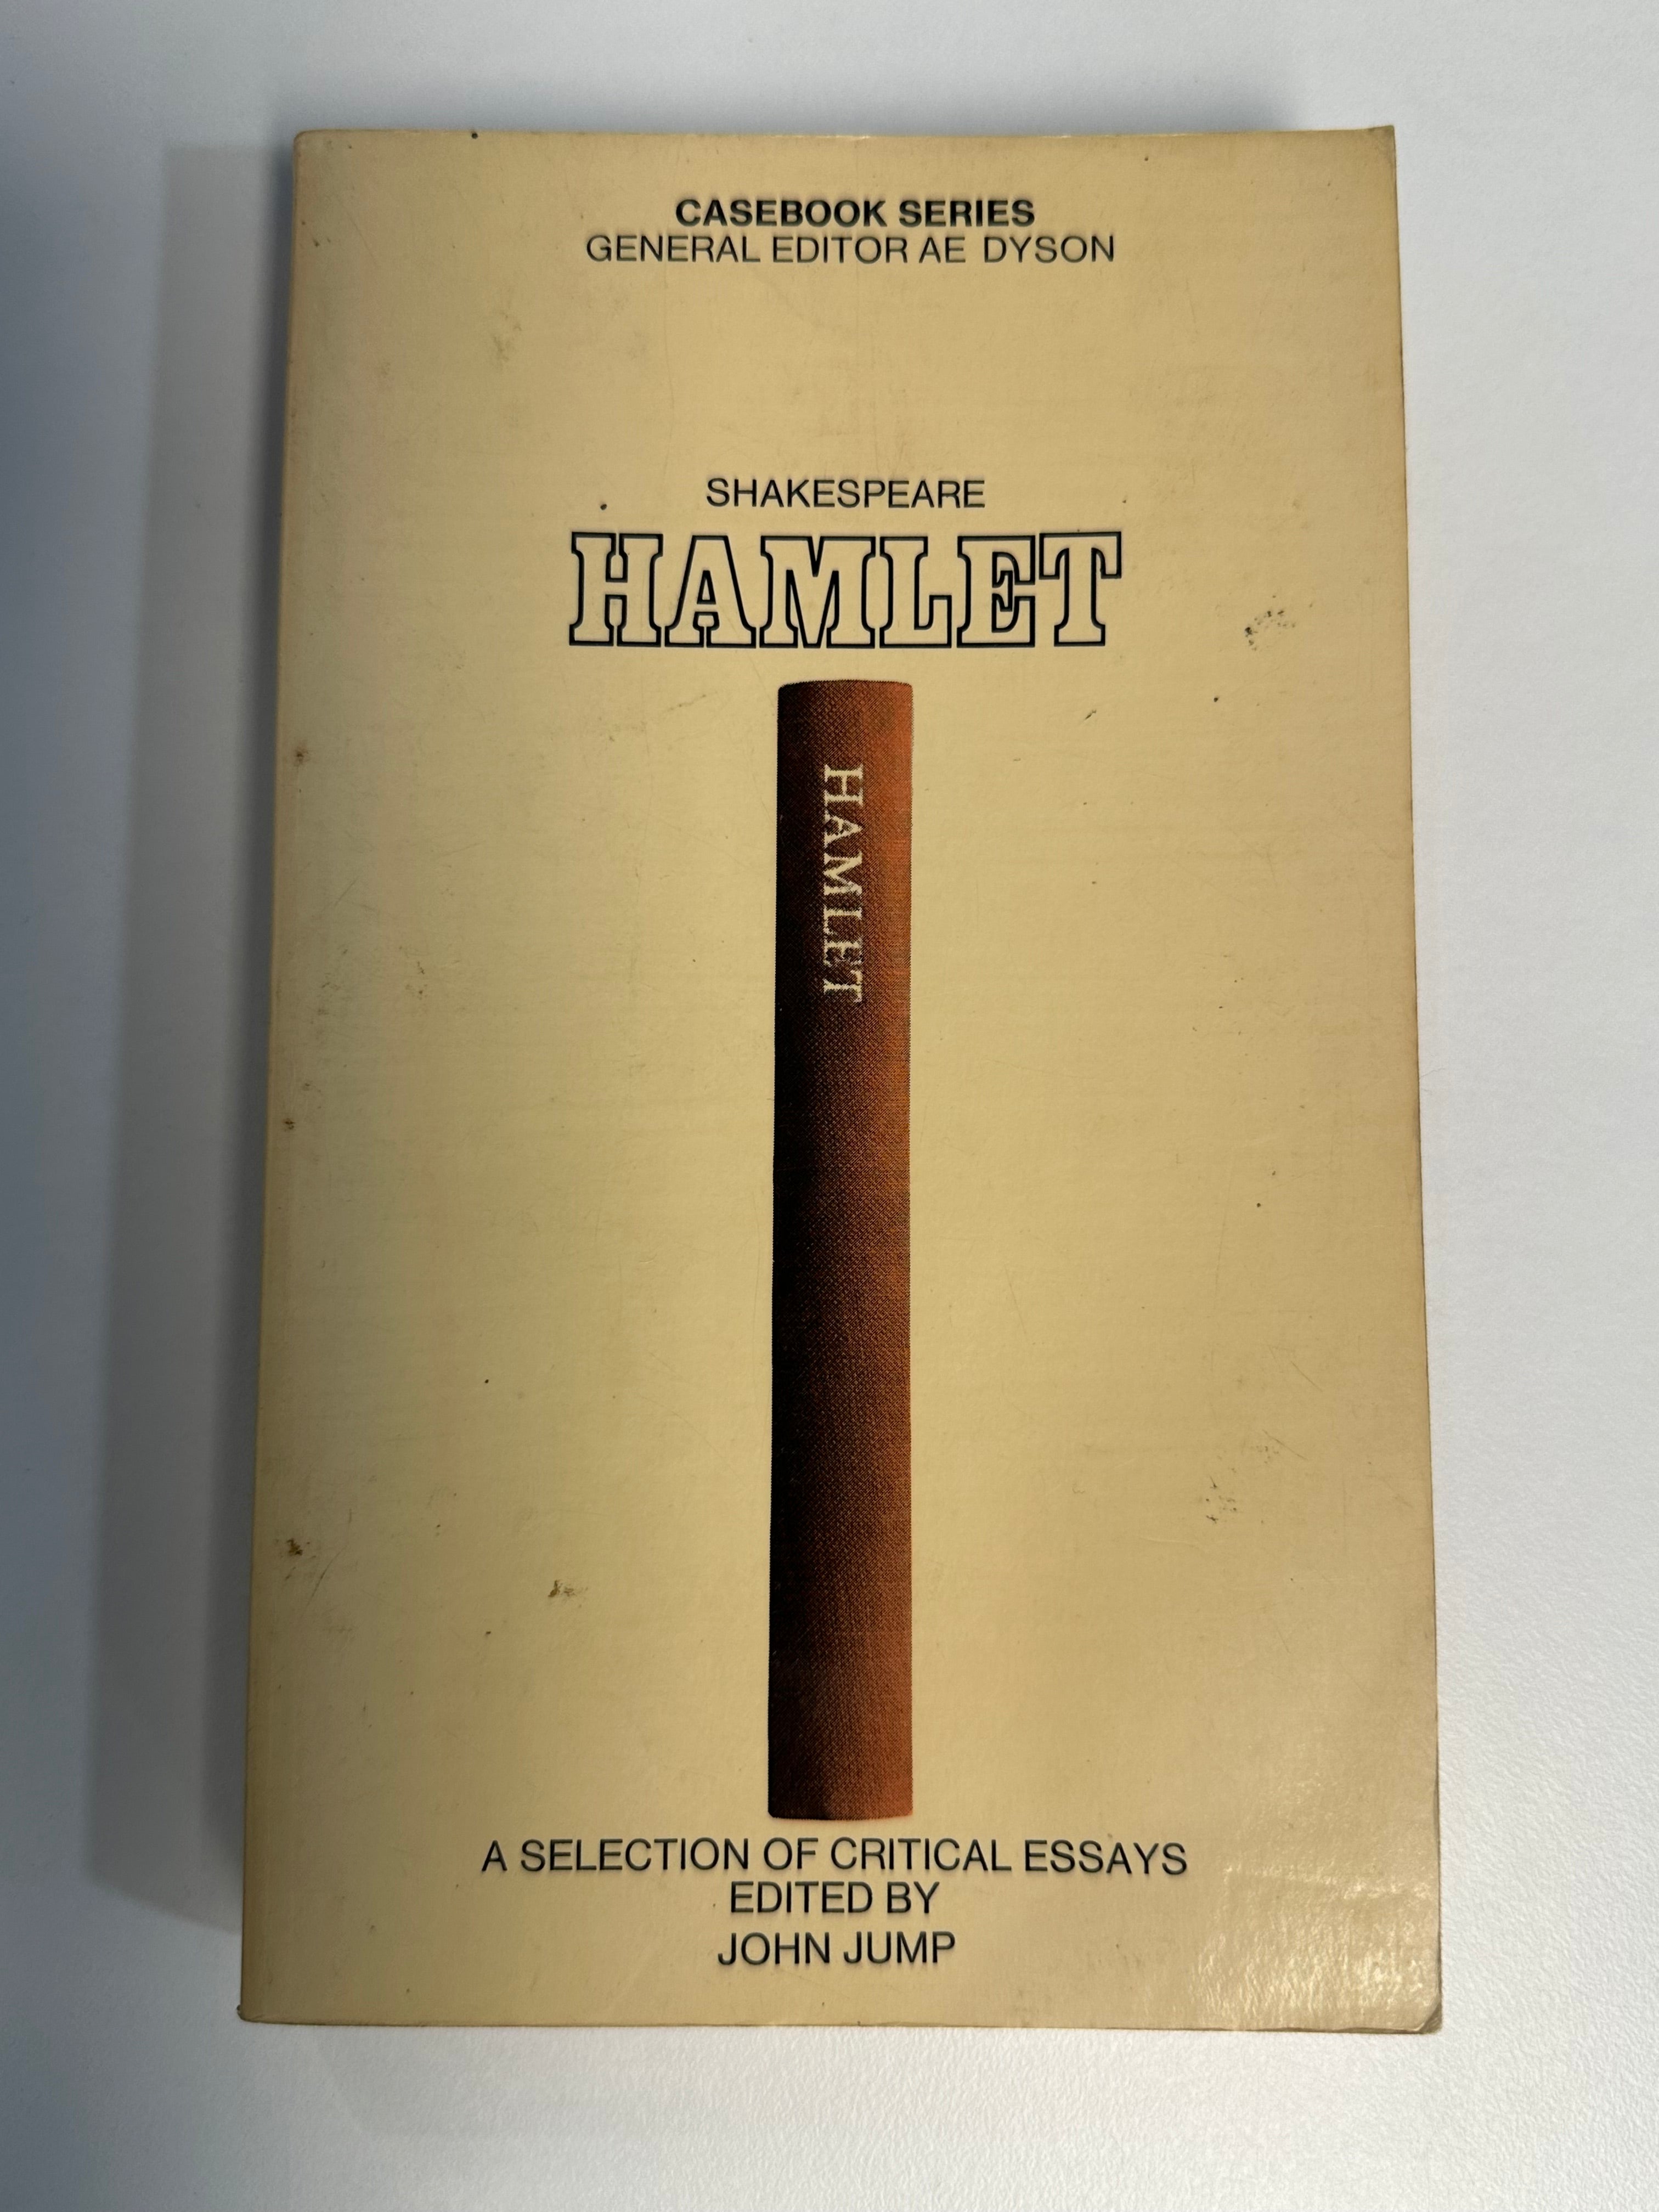 CASEBOOK SERIES
GENERAL EDITOR AE DYSON
SHAKESPEARE
HAMLET
HAMLET
A SELECTION OF CRITICAL ESSAYS
EDITED BY
JOHN JUMP